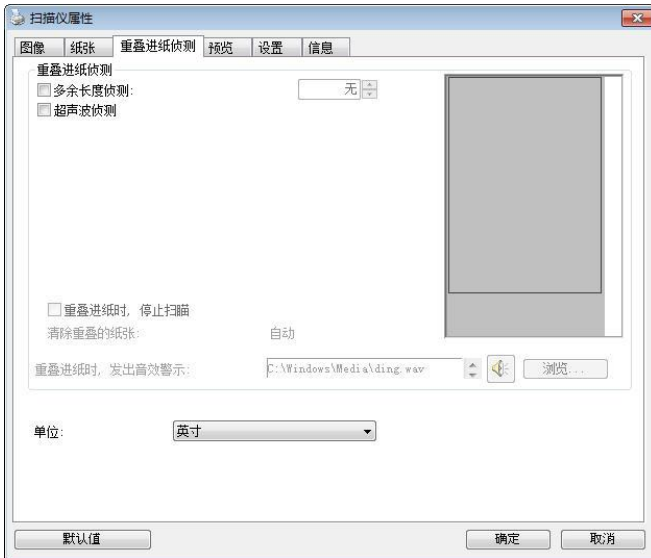 扫描仪属性
图像 纸张 重叠进纸侦测 预览 设置 信息
重叠进纸侦测
多余长度侦测: 无
超声波侦测
重叠进纸时, 停止扫瞄
清除重叠的纸张: 自动
重叠进纸时, 发出音效警示: C:\Windows\Media\ding.wav 浏览...
单位: 英寸
默认值 确定 取消